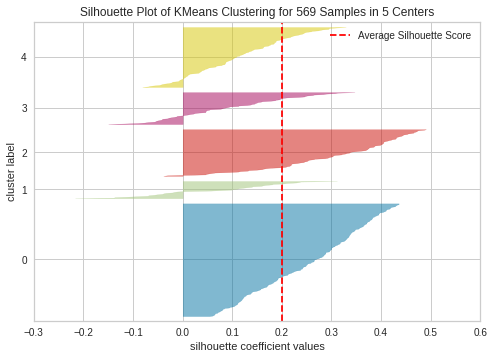 Silhouette Plot of KMeans Clustering for 569 Samples in 5 Centers
Average Silhouette Score
cluster label
4
3
2
1
0
−0.3 −0.2 −0.1 0.0 0.1 0.2 0.3 0.4 0.5 0.6
silhouette coefficient values